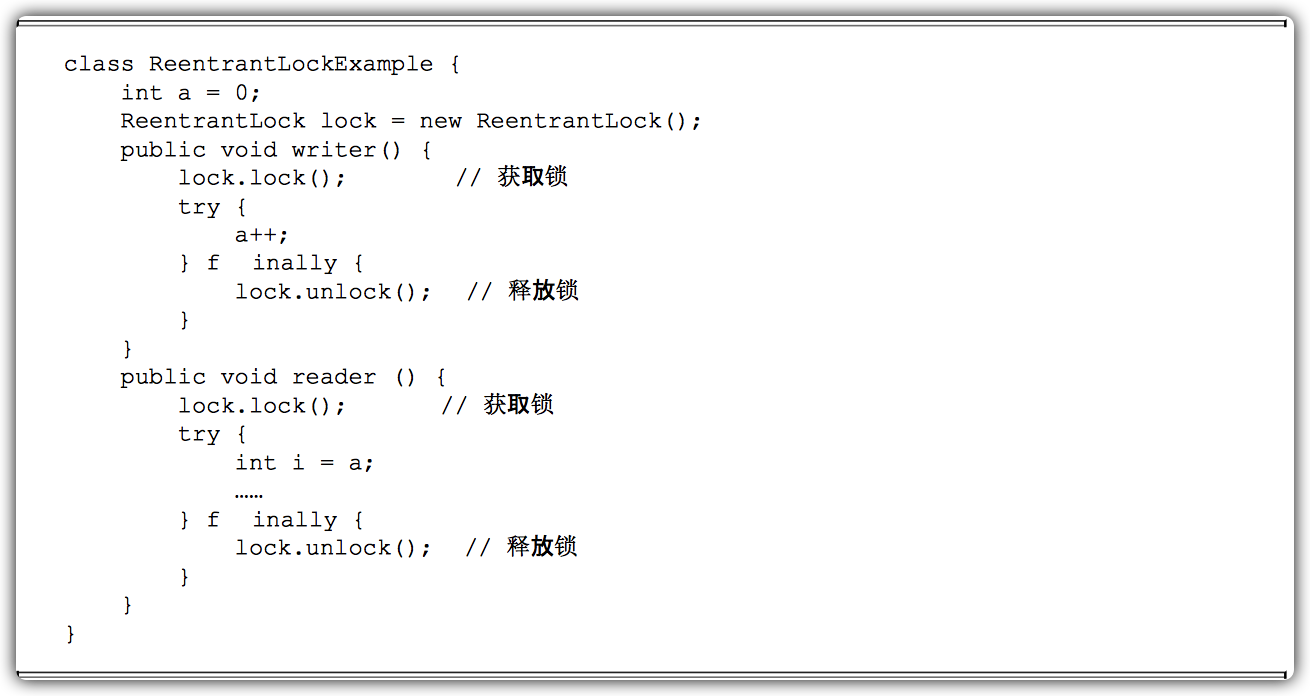 class ReentrantLockExample {
int a = 0;
ReentrantLock lock = new ReentrantLock();
public void writer() {
lock.lock(); // 获取锁
try {
a++;
} f inally {
lock.unlock(); // 释放锁
}
}
public void reader () {
lock.lock(); // 获取锁
try {
int i = a;
……
} f inally {
lock.unlock(); // 释放锁
}
}
}